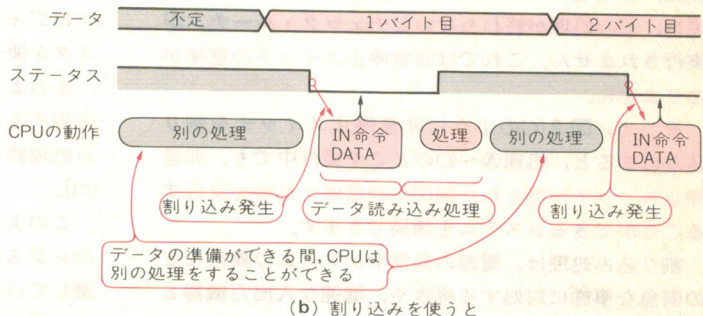 データ
不定
1バイト目
2バイト目
ステータス
CPUの動作
別の処理
IN命令
DATA
処理
別の処理
IN命令
DATA
割り込み発生
データ読み込み処理
割り込み発生
データの準備ができる間,CPUは
別の処理をすることができる
(b) 割り込みを使うと